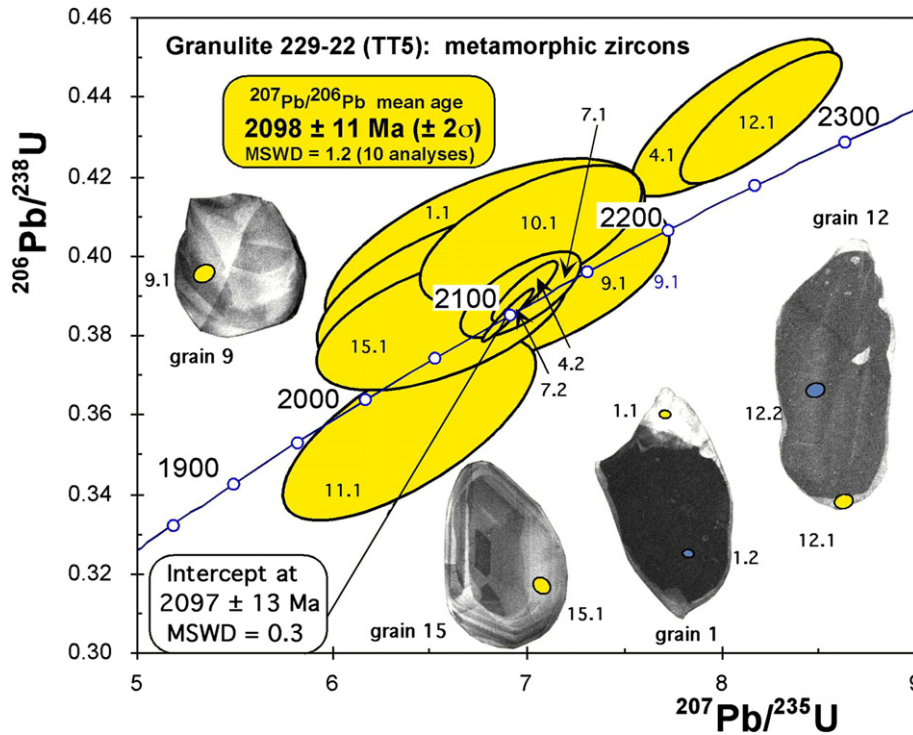 0.46
0.44
0.42
0.40
0.38
0.36
0.34
0.32
0.30
206Pb/238U
Granulite 229-22 (TT5): metamorphic zircons
207Pb/206Pb mean age
2098 ± 11 Ma (± 2σ)
MSWD = 1.2 (10 analyses)
7.1
12.1
2300
4.1
1.1
10.1
2200
grain 12
9.1
2100
9.1
9.1
15.1
4.2
grain 9
7.2
2000
1.1
12.2
1900
11.1
12.1
Intercept at
2097 ± 13 Ma
MSWD = 0.3
1.2
15.1
grain 15
grain 1
5
6
7
8
9
207Pb/235U